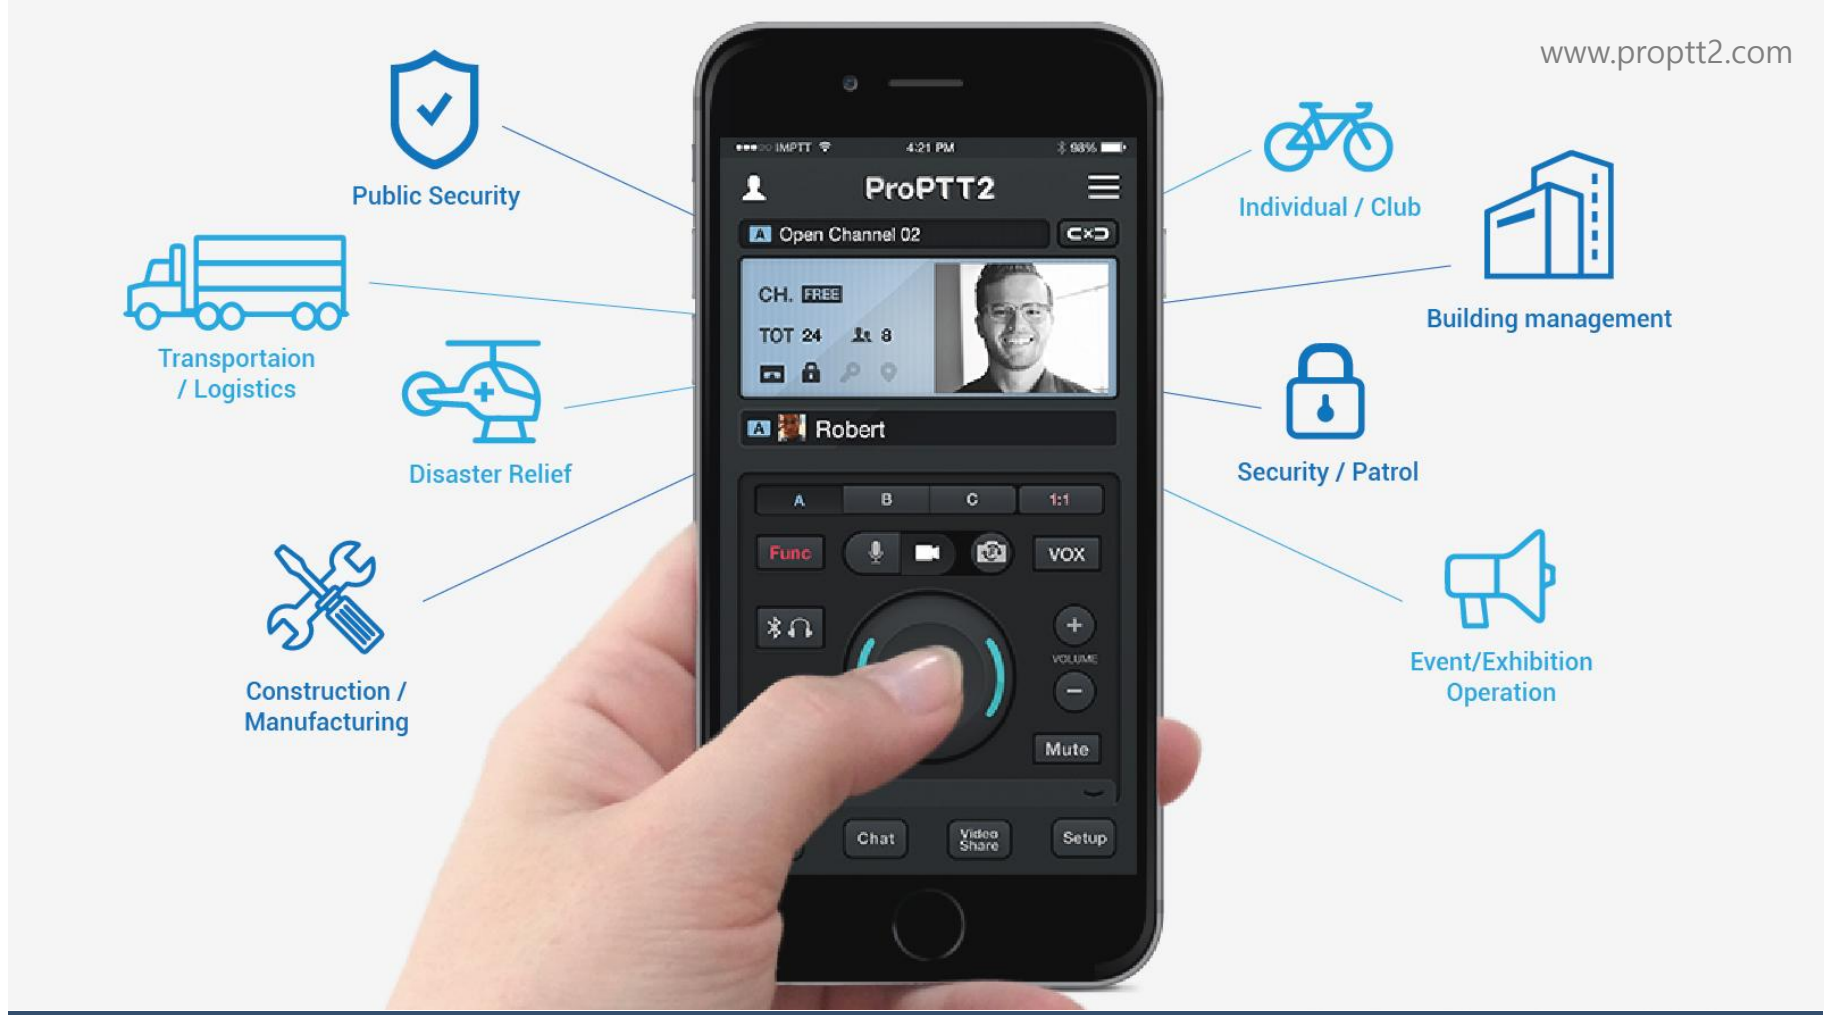 www.proptt2.com
Public Security
Transportaion
/ Logistics
Disaster Relief
Construction /
Manufacturing
IMPTT
4:21 PM
98%
ProPTT2
A Open Channel 02
CH. FREE
TOT 24 8
A Robert
A B C 1:1
Func
VOX
VOLUME
Mute
Chat
Video
Share
Setup
Individual / Club
Building management
Security / Patrol
Event/Exhibition
Operation